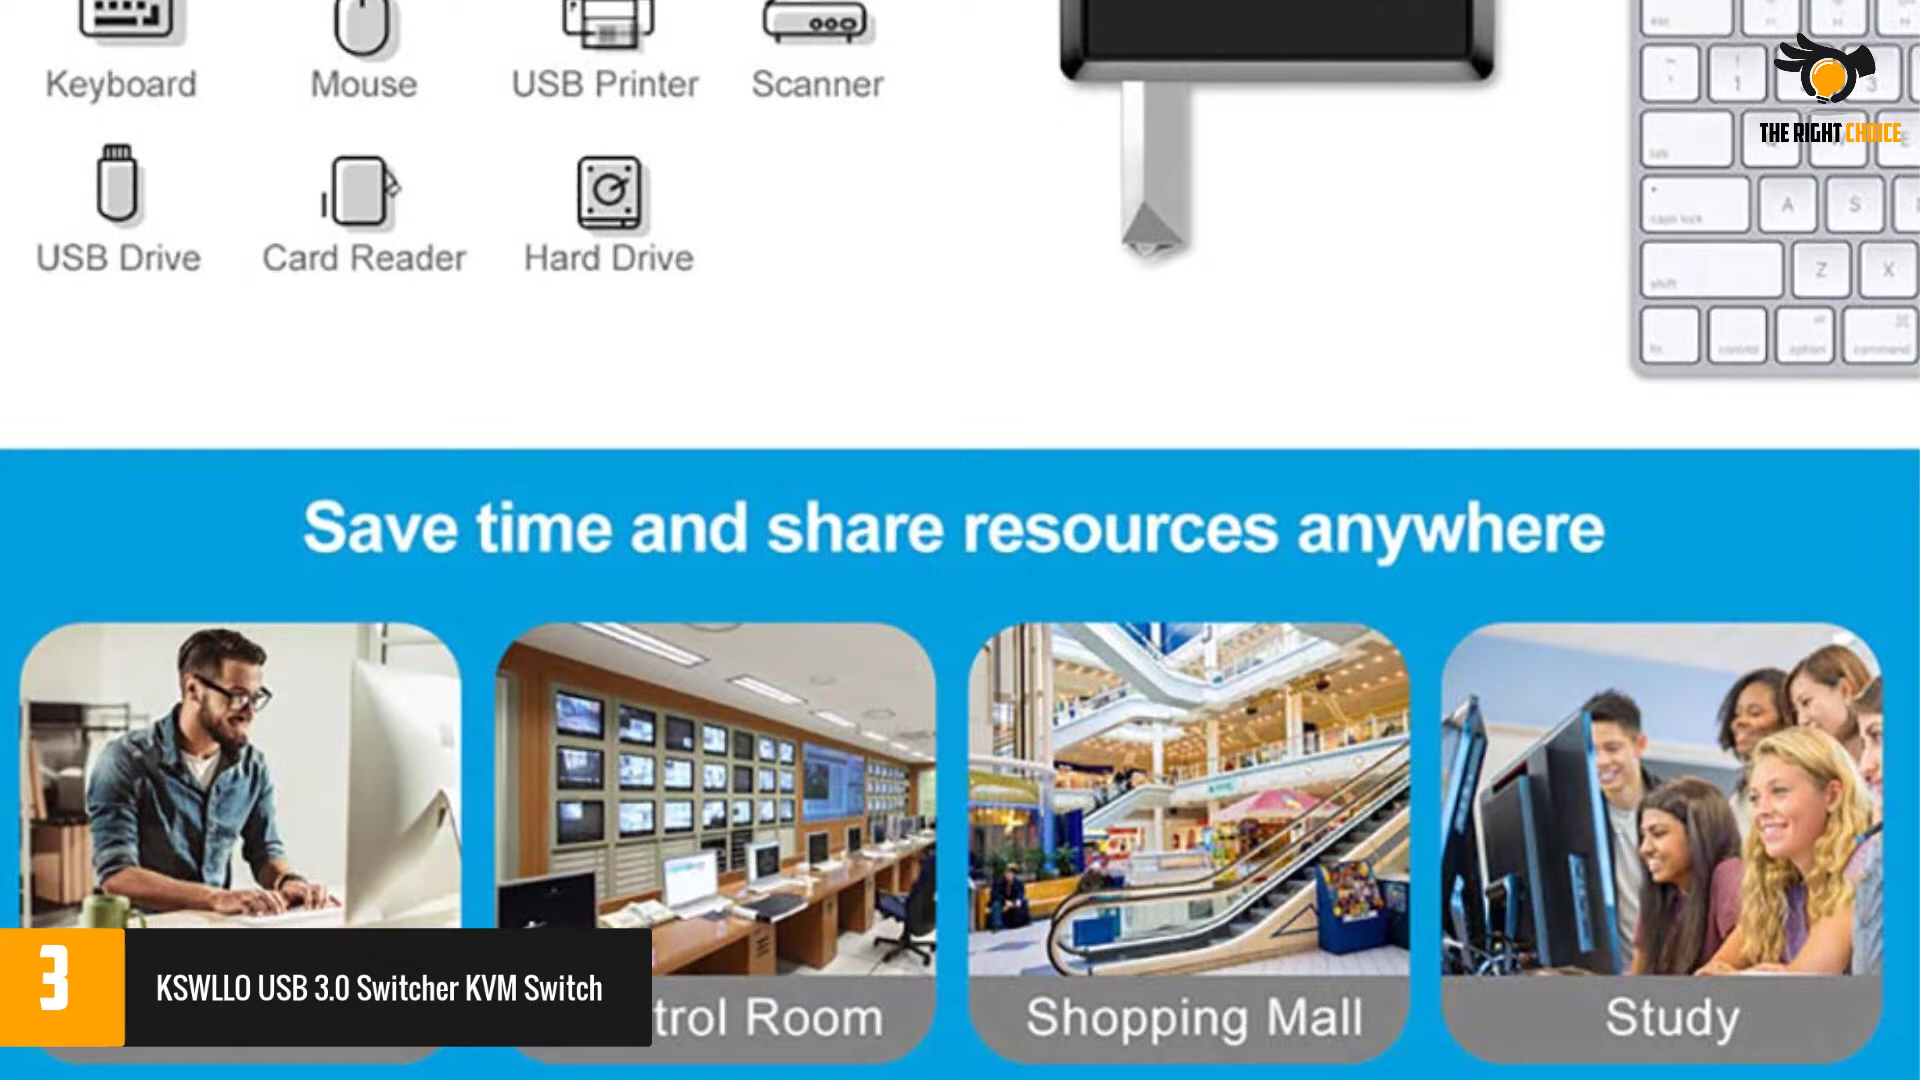 Keyboard
Mouse
USB Printer
Scanner
THE RIGHT CHOICE
USB Drive
Card Reader
Hard Drive
A
S
Z
X
Save time and share resources anywhere
3
KSWLLO USB 3.0 Switcher KVM Switch
trol Room
Shopping Mall
Study